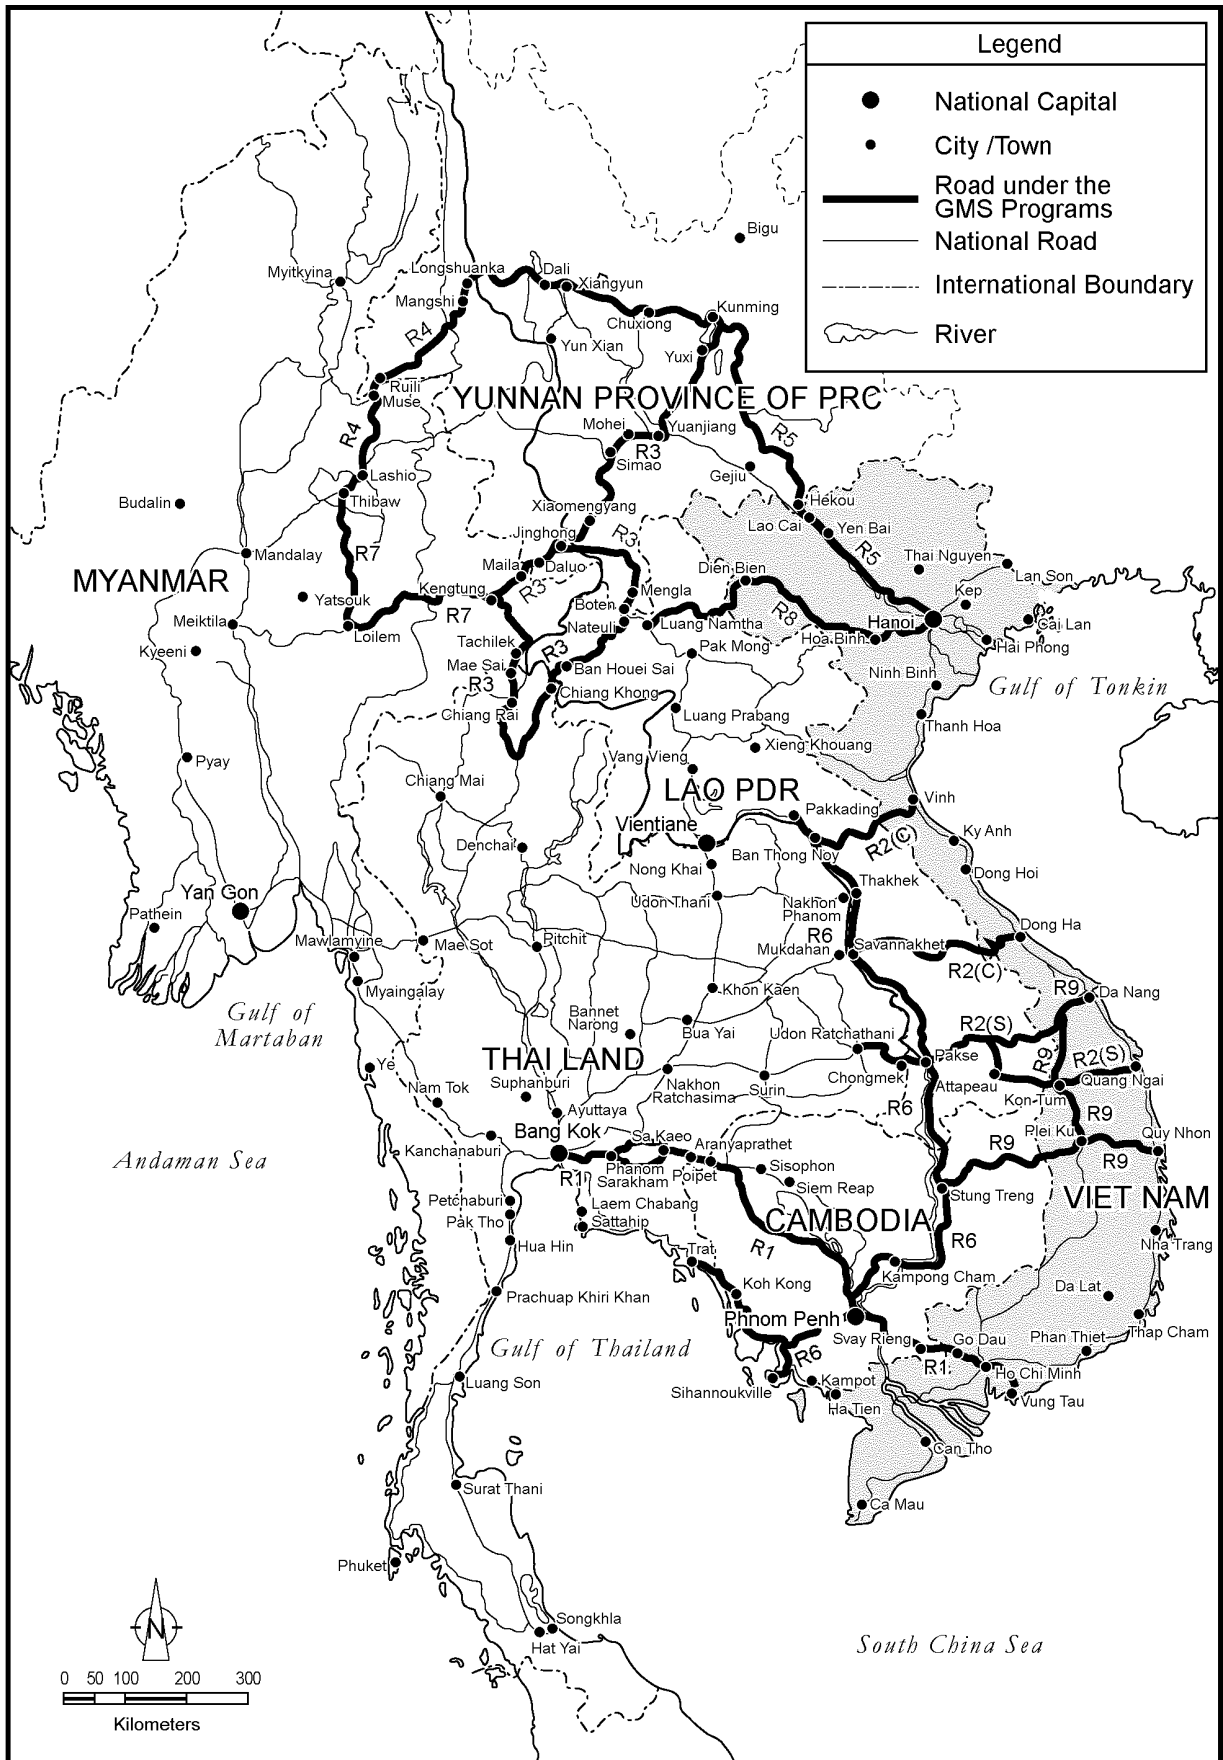 Legend
National Capital
City /Town
Road under the
GMS Programs
National Road
International Boundary
River
Bigu
Myitkyina
Longshuanka
Dali
Xiangyun
Mangshi
Kunming
Chuxiong
R4
Yun Xian
Yuxi
Ruili
Muse
YUNNAN PROVINCE OF PRC
R4
Mohei
Yuanjiang
R5
R3
Simao
Lashio
Gejiu
Thibaw
Budalin
Xiaomengyang
Hekou
Lao Cai
Yen Bai
Jinghong
R3
R5
Mandalay
R7
Thai Nguyen
Maila
Daluo
Dien Bien
Lan Son
MYANMAR
R3
Kengtung
Mengla
Kep
Yatsouk
R7
Boten
R8
Hanoi
Meiktila
Nateuil
Luang Namtha
Cai Lan
Loilem
Hoa Binh
Tachilek
Pak Mong
Hai Phong
Kyeeni
R3
Mae Sai
Ban Houei Sai
Ninh Binh
R3
Chiang Khong
Gulf of Tonkin
Chiang Rai
Luang Prabang
Thanh Hoa
Xieng Khouang
Pyay
Vang Vieng
Chiang Mai
LAO PDR
Vinh
Pakkading
Vientiane
Ky Anh
Denchai
Ban Thong Noy
R2(C)
Nong Khai
Dong Hoi
Thakhek
Yan Gon
Udon Thani
Nakhon
Phanom
Pathein
Dong Ha
R6
Mawlamyine
Mae Sot
Pitchit
Savannakhet
Mukdahan
R2(C)
Myaingalay
Khon Kaen
R9
Da Nang
Gulf of
Martaban
Bannet
Narong
Bua Yai
Udon Ratchathani
R2(S)
THAILAND
Pakse
R9
R2(S)
Ye
Suphanburi
Nakhon
Ratchasima
Surin
Chongmek
Attapeau
Quang Ngai
Nam Tok
Kon Tum
Ayuttaya
R6
R9
Bang Kok
Plei Ku
Quy Nhon
Sa Kaeo
Aranyaprathet
R9
Kanchanaburi
R9
Andaman Sea
R1
Phanom
Sarakham
Poipet
Sisophon
Siem Reap
Stung Treng
VIET NAM
Petchaburi
Laem Chabang
Pak Tho
Sattahip
CAMBODIA
R6
Nha Trang
Hua Hin
Trat
R1
Kampong Cham
Koh Kong
Da Lat
Prachuap Khiri Khan
Phnom Penh
Svay Rieng
Go Dau
Phan Thiet
Thap Cham
Gulf of Thailand
R6
R1
Ho Chi Minh
Luang Son
Sihannoukville
Kampot
Vung Tau
Ha Tien
Can Tho
Surat Thani
Ca Mau
Phuket
Songkhla
Hat Yai
South China Sea
N
0 50 100 200 300
Kilometers